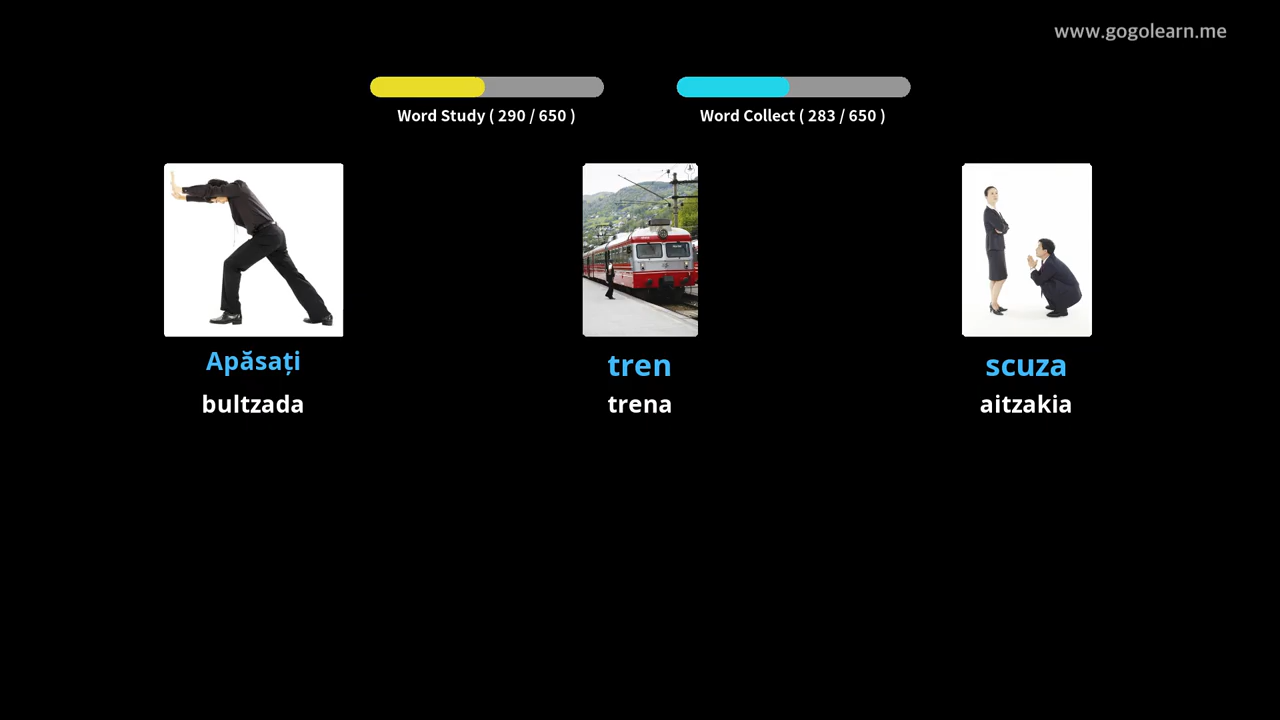 www.gogolearn.me
Word Study ( 290 / 650 )
Word Collect ( 283 / 650 )
Apăsați
bultzada
tren
trena
scuza
aitzakia